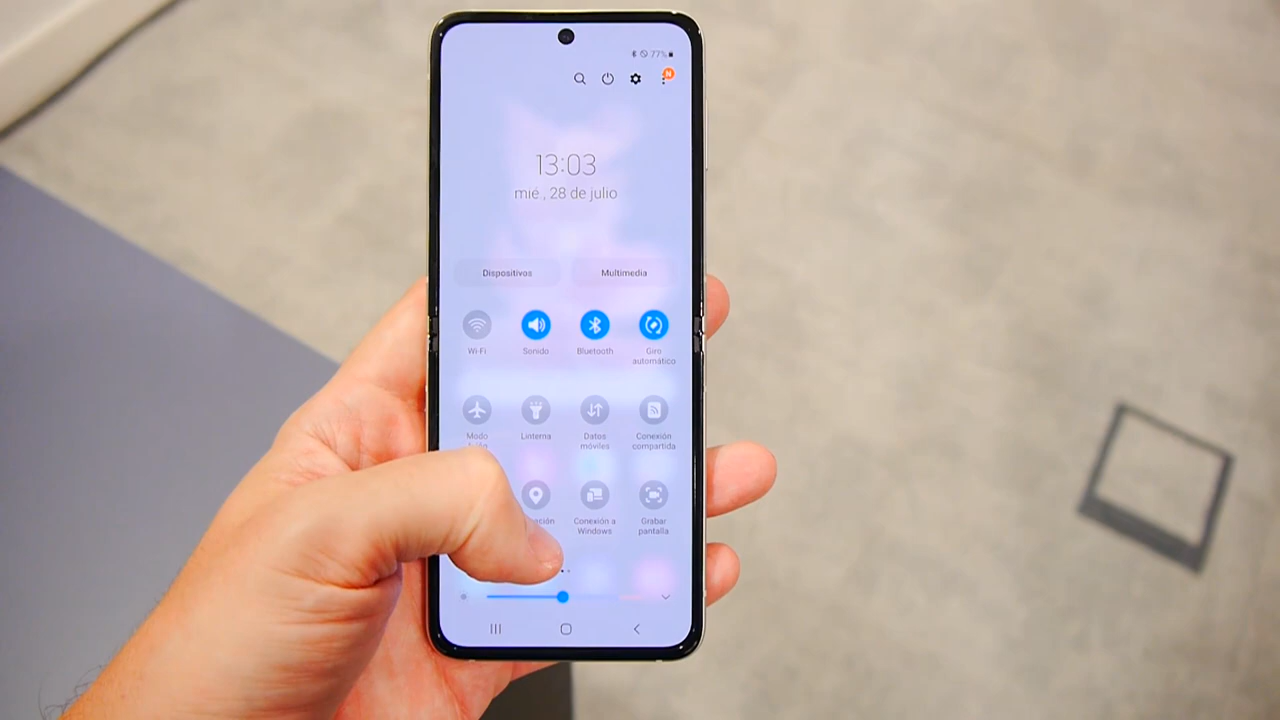 77%
N
13:03
mié , 28 de julio
Dispositivos Multimedia
Wi-Fi Sonido Bluetooth Giro
automático
Modo Linterna Datos Conexión
móviles compartida
Conexión a Grabar
Windows pantalla